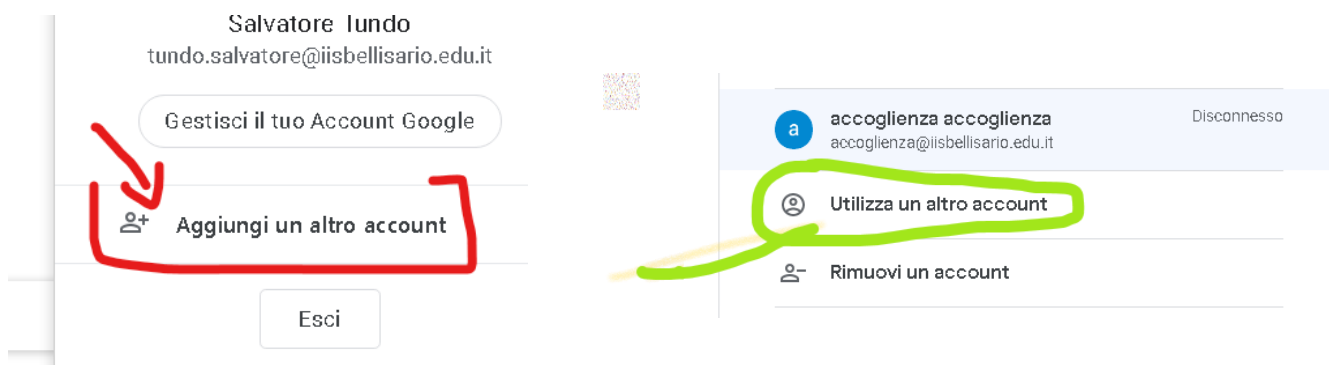 Salvatore Tundo
tundo.salvatore@iisbellisario.edu.it
Gestisci il tuo Account Google
Aggiungi un altro account
Esci
a
accoglienza accoglienza
Disconnesso
accoglienza@iisbellisario.edu.it
Utilizza un altro account
Rimuovi un account